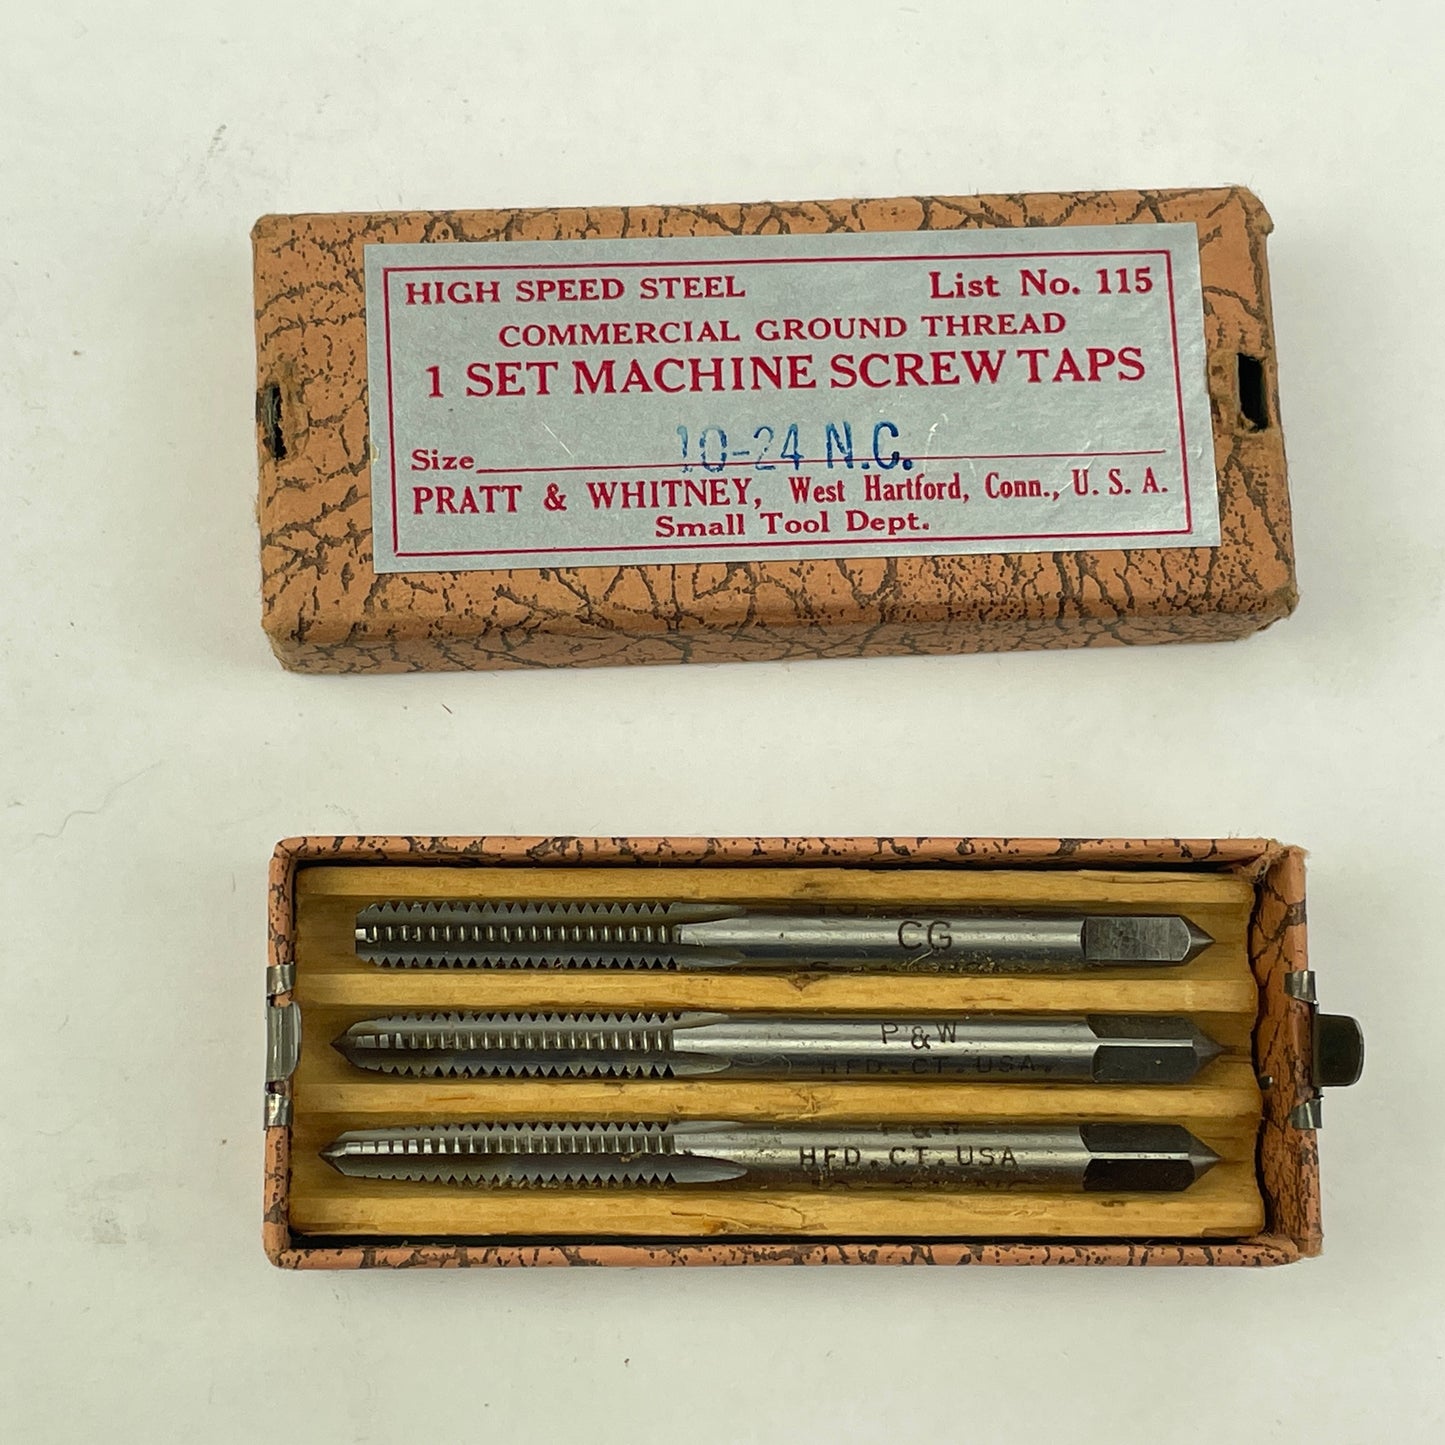 HIGH SPEED STEEL List No. 115
COMMERCIAL GROUND THREAD
1 SET MACHINE SCREW TAPS
Size 10-24 N.C.
PRATT & WHITNEY, West Hartford, Conn., U. S. A.
Small Tool Dept.
CG
P & W
HFD. CT. USA.
P & W
HFD. CT. USA